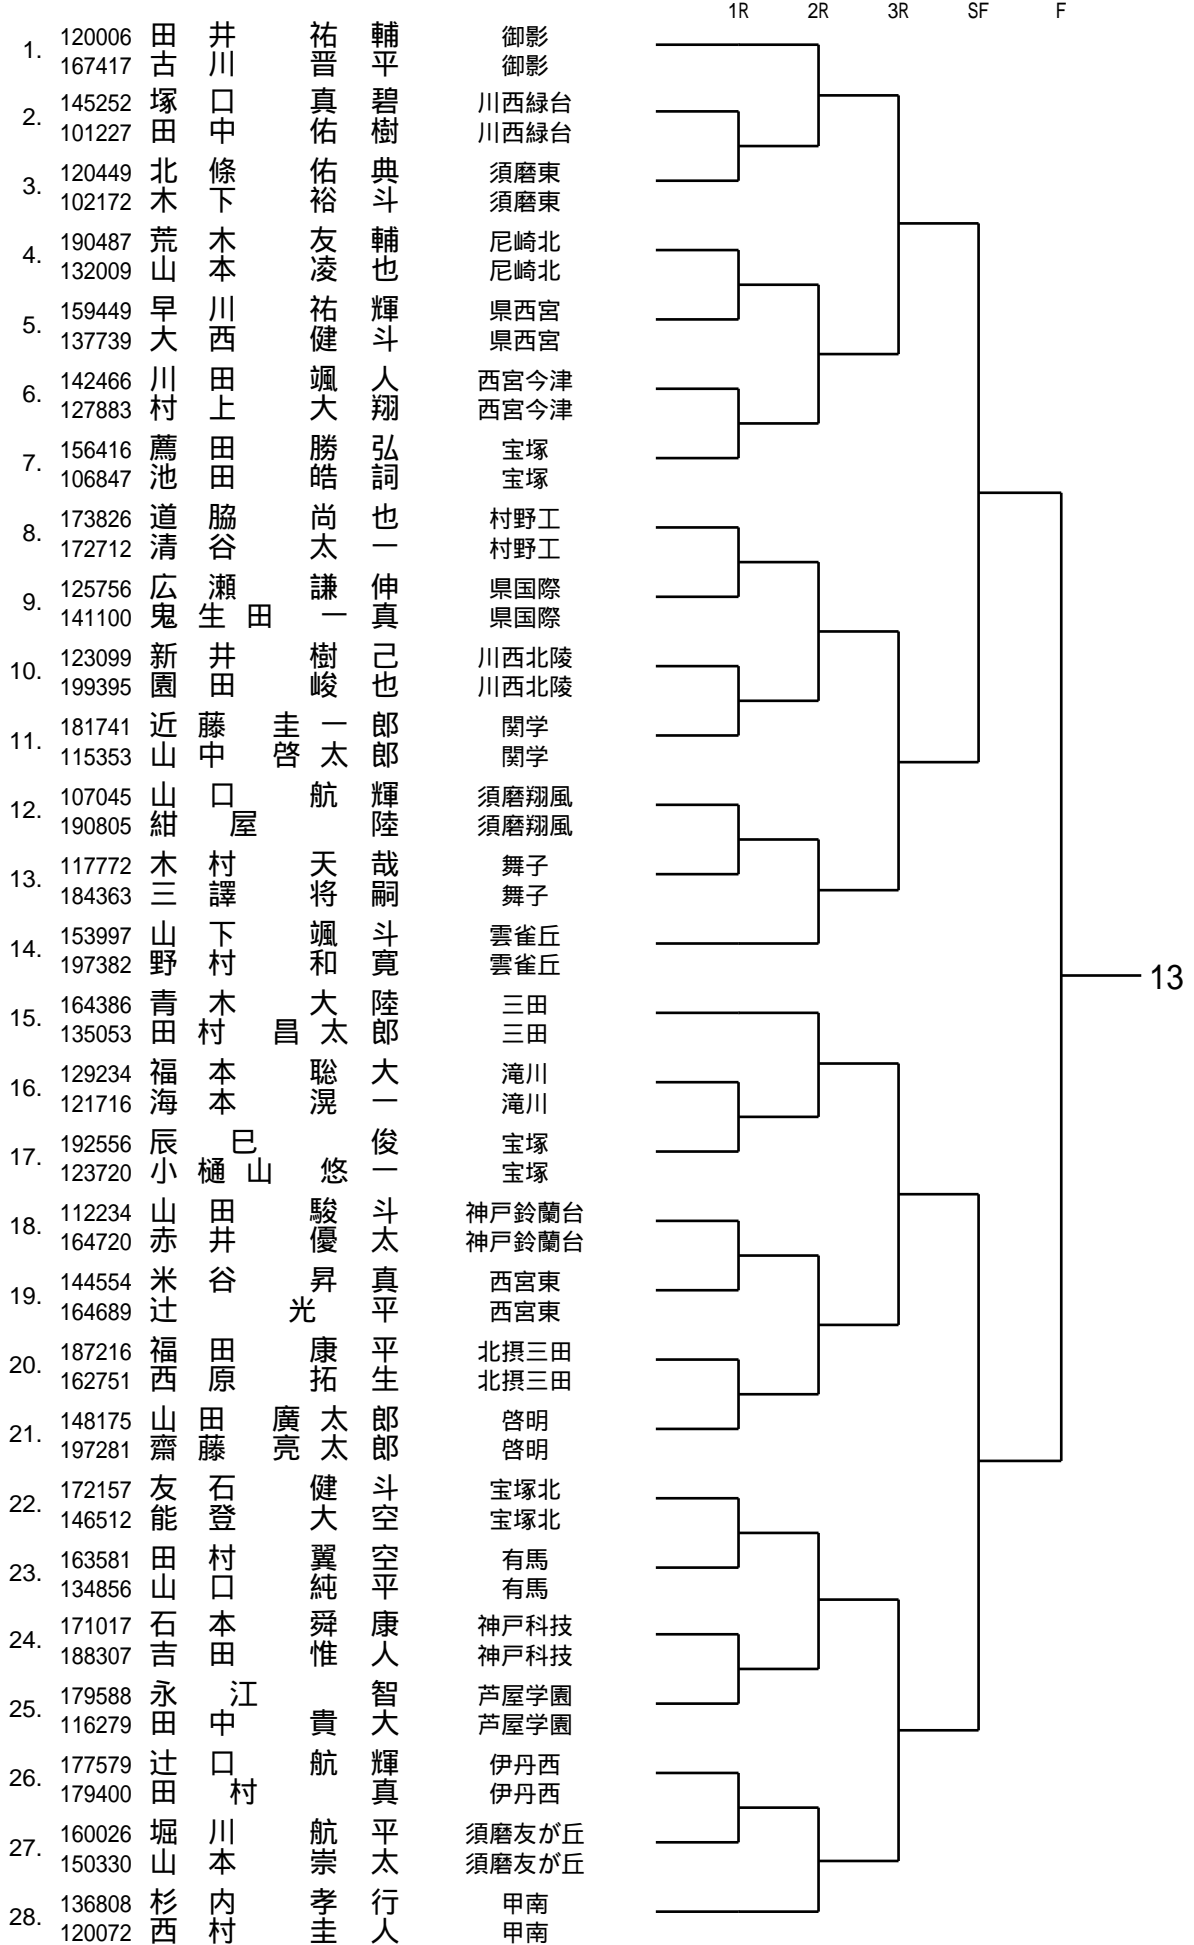 1R 2R 3R SF F
1. 120006 田井 祐輔 御影
167417 古川 晋平 御影
2. 145252 塚口 真碧 川西緑台
101227 田中 佑樹 川西緑台
3. 120449 北條 佑典 須磨東
102172 木下 裕斗 須磨東
4. 190487 荒木 友輔 尼崎北
132009 山本 凌也 尼崎北
5. 159449 早川 祐輝 県西宮
137739 大西 健斗 県西宮
6. 142466 川田 颯人 西宮今津
127883 村上 大翔 西宮今津
7. 156416 薦田 勝弘 宝塚
106847 池田 皓詞 宝塚
8. 173826 道脇 尚也 村野工
172712 清谷 太一 村野工
9. 125756 広瀬 謙伸 県国際
141100 鬼生田 一真 県国際
10. 123099 新井 樹己 川西北陵
199395 園田 峻也 川西北陵
11. 181741 近藤 圭一郎 関学
115353 山中 啓太郎 関学
12. 107045 山口 航輝 須磨翔風
190805 紺屋 陸 須磨翔風
13. 117772 木村 天哉 舞子
184363 三譯 将嗣 舞子
14. 153997 山下 颯斗 雲雀丘
197382 野村 和寛 雲雀丘
13
15. 164386 青木 大陸 三田
135053 田村 昌太郎 三田
16. 129234 福本 聡大 滝川
121716 海本 滉一 滝川
17. 192556 辰巳 俊 宝塚
123720 小樋山 悠一 宝塚
18. 112234 山田 駿斗 神戸鈴蘭台
164720 赤井 優太 神戸鈴蘭台
19. 144554 米谷 昇真 西宮東
164689 辻 光平 西宮東
20. 187216 福田 康平 北摂三田
162751 西原 拓生 北摂三田
21. 148175 山田 廣太郎 啓明
197281 齋藤 亮太郎 啓明
22. 172157 友石 健斗 宝塚北
146512 能登 大空 宝塚北
23. 163581 田村 翼空 有馬
134856 山口 純平 有馬
24. 171017 石本 舜康 神戸科技
188307 吉田 惟人 神戸科技
25. 179588 永江 智 芦屋学園
116279 田中 貴大 芦屋学園
26. 177579 辻口 航輝 伊丹西
179400 田村 真 伊丹西
27. 160026 堀川 航平 須磨友が丘
150330 山本 崇太 須磨友が丘
28. 136808 杉内 孝行 甲南
120072 西村 圭人 甲南